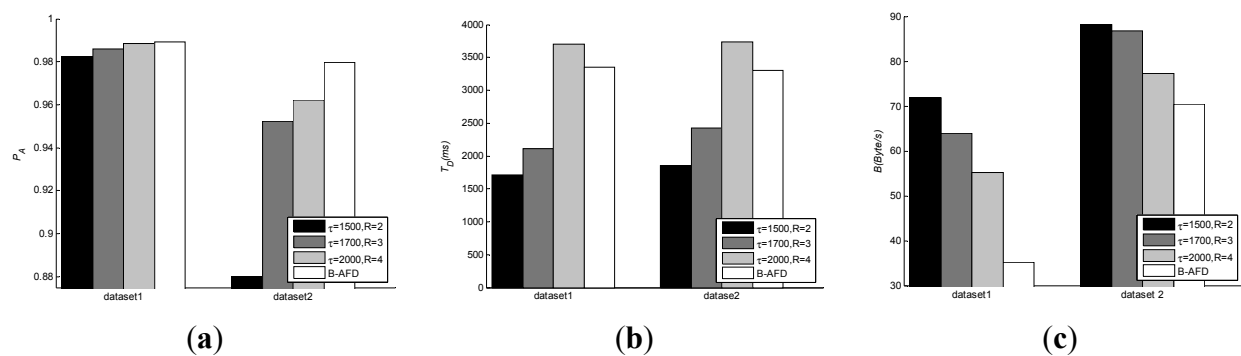 1
0.98
0.96
0.94
0.92
0.9
0.88
P_A
dataset1
dataset2
τ=1500,R=2
τ=1700,R=3
τ=2000,R=4
B-AFD
(a)
4000
3500
3000
2500
2000
1500
1000
500
0
T_D(ms)
dataset1
datase2
τ=1500,R=2
τ=1700,R=3
τ=2000,R=4
B-AFD
(b)
90
80
70
60
50
40
30
B(Byte/s)
dataset1
dataset 2
τ=1500,R=2
τ=1700,R=3
τ=2000,R=4
B-AFD
(c)